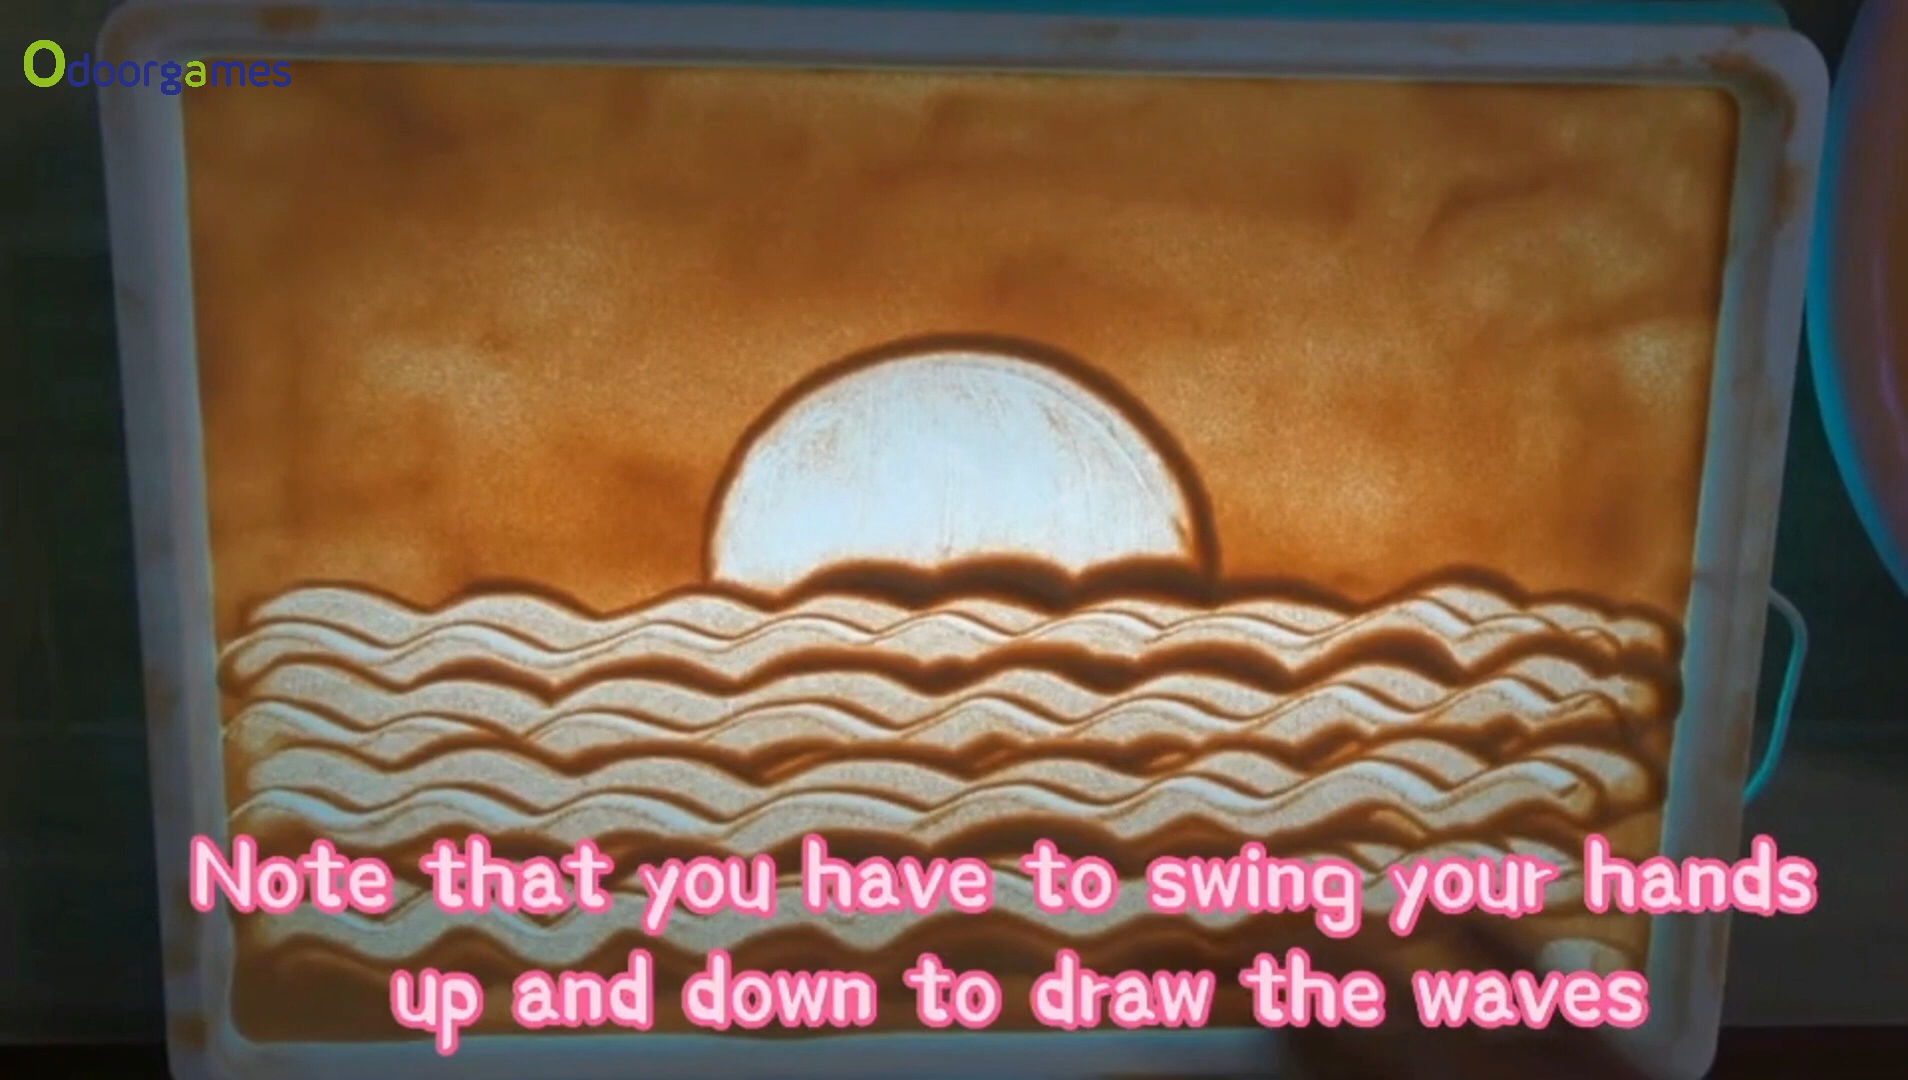 Odoorgames
Note that you have to swing your hands
up and down to draw the waves